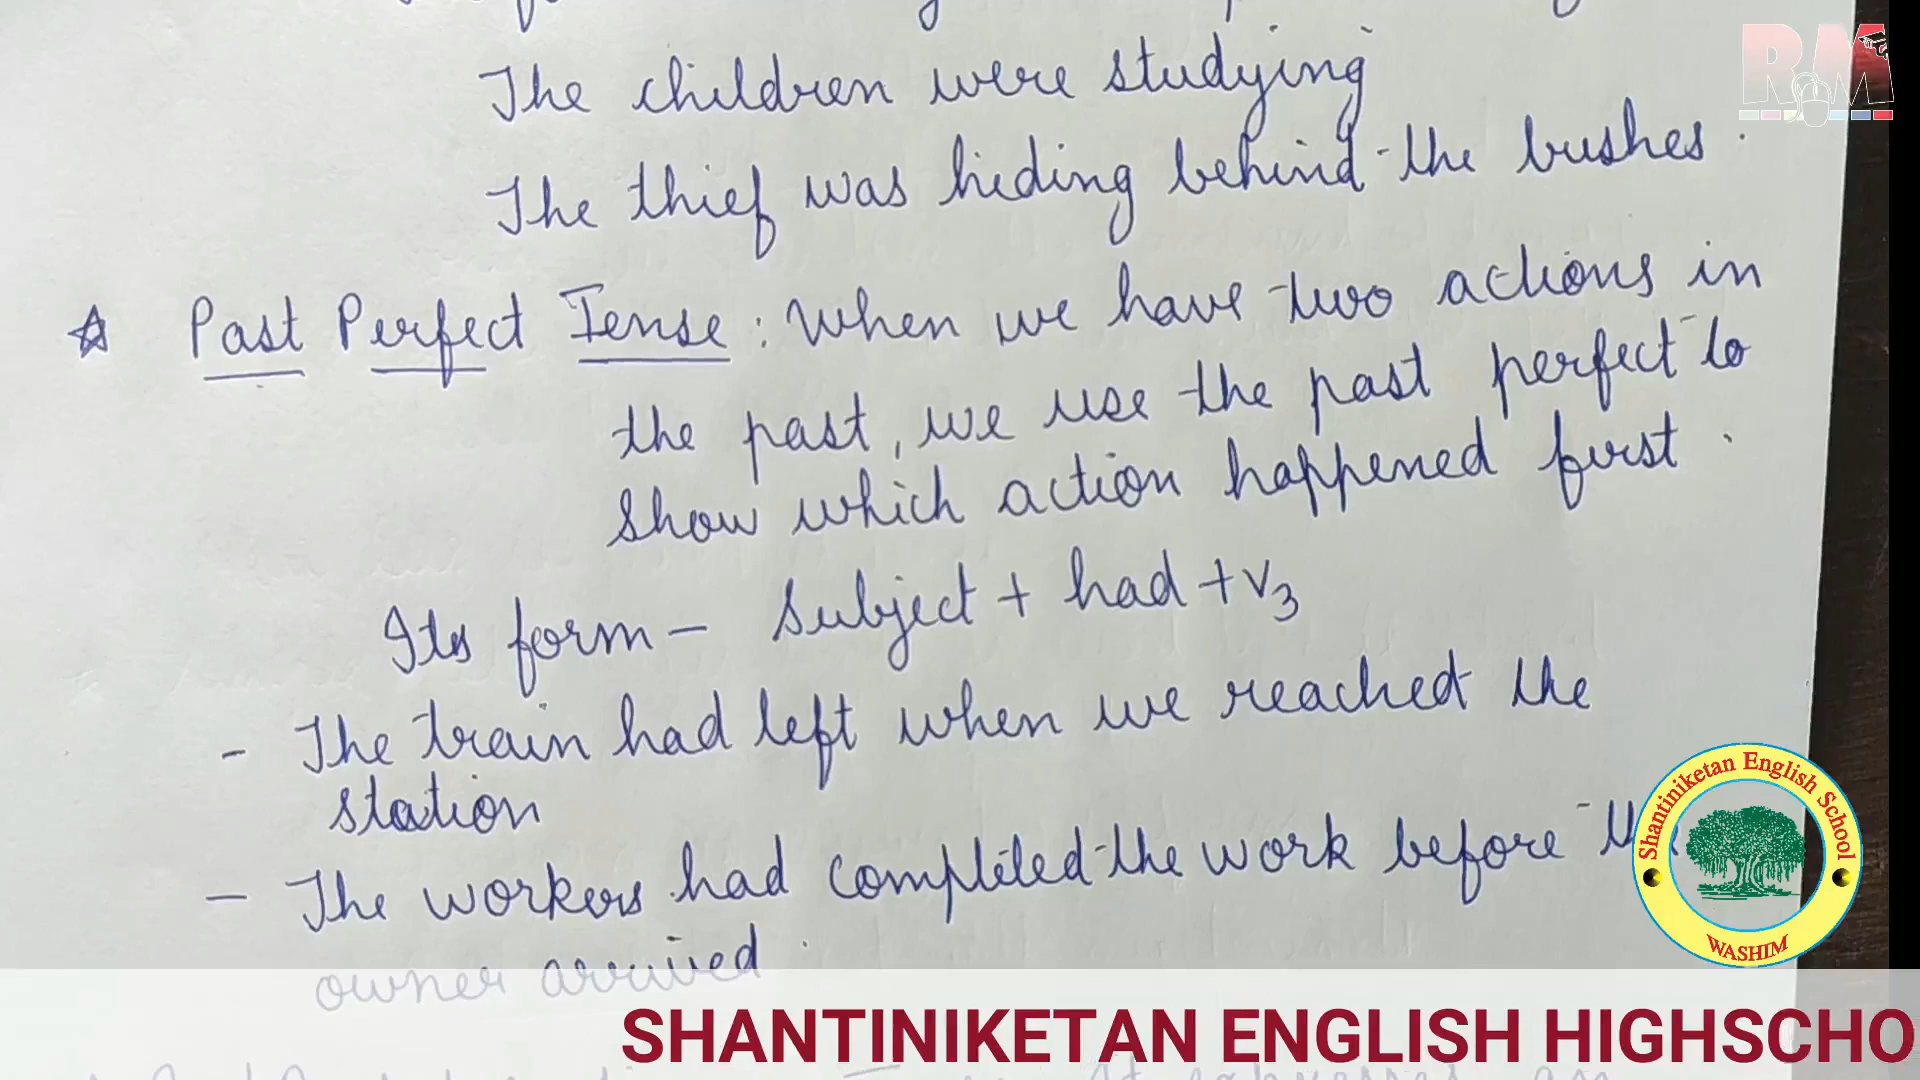 The children were studying
The thief was hiding behind the bushes.
☆ Past Perfect Tense: When we have two actions in
the past, we use the past perfect to
show which action happened first.
Its form - Subject + had + V3
- The train had left when we reached the
station
- The workers had completed the work before
owner arrived.
RM
Shantiniketan English School
WASHIM
SHANTINIKETAN ENGLISH HIGHSCHO